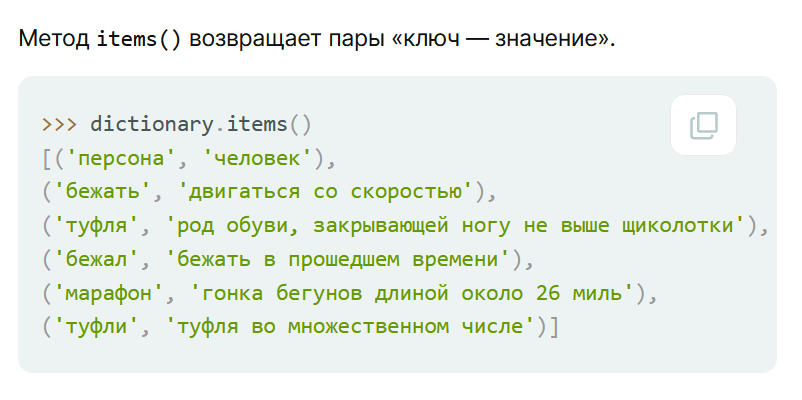 Метод items() возвращает пары «ключ — значение».
>>> dictionary.items()
[('персона', 'человек'),
('бежать', 'двигаться со скоростью'),
('туфля', 'род обуви, закрывающей ногу не выше щиколотки'),
('бежал', 'бежать в прошедшем времени'),
('марафон', 'гонка бегунов длиной около 26 миль'),
('туфли', 'туфля во множественном числе')]